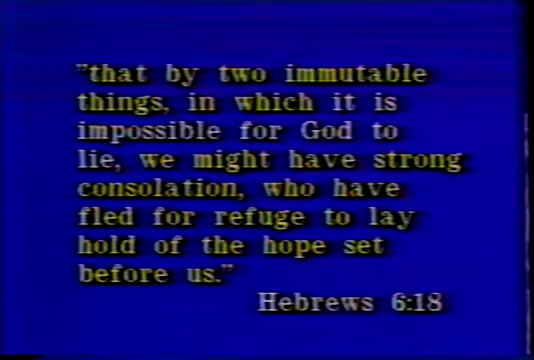 "that by two immutable
things, in which it is
impossible for God to
lie, we might have strong
consolation, who have
fled for refuge to lay
hold of the hope set
before us."
Hebrews 6:18